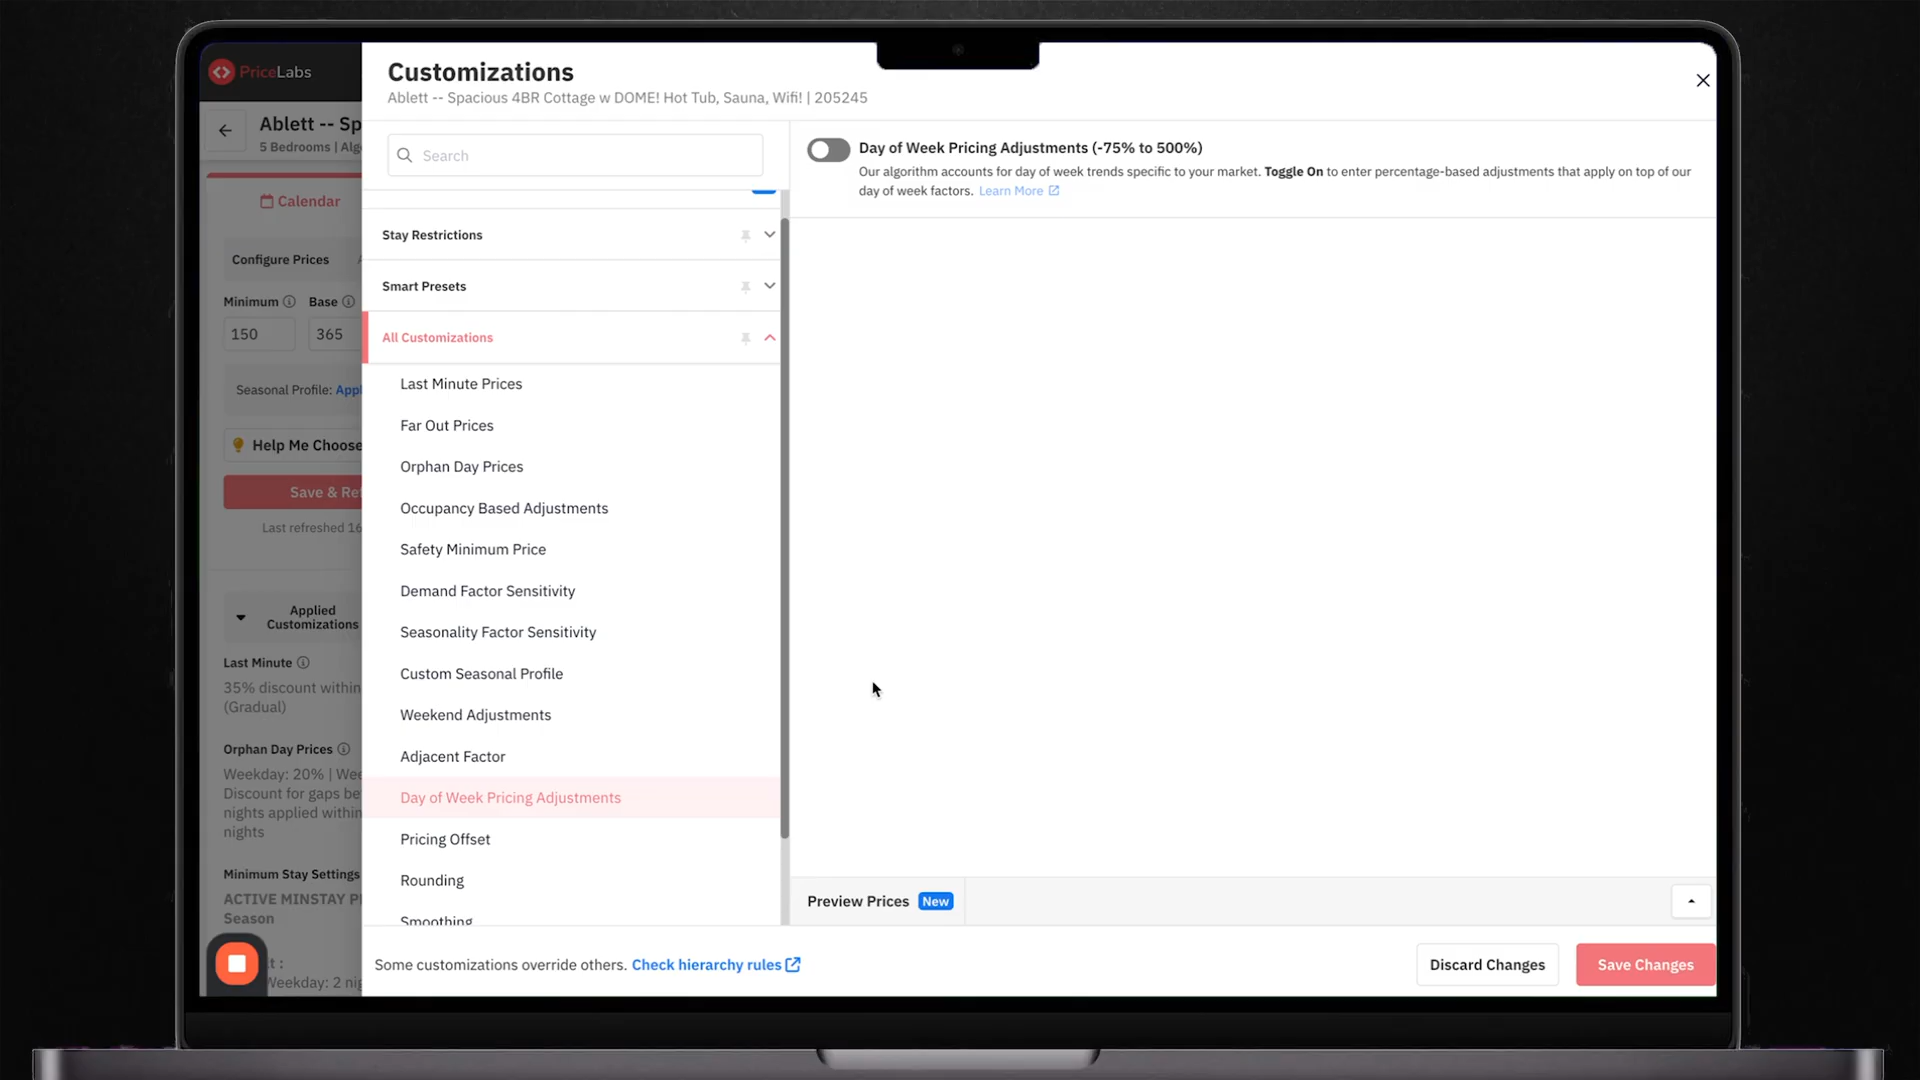 PriceLabs
Customizations
Ablett -- Spacious 4BR Cottage w DOME! Hot Tub, Sauna, Wifi! | 205245
Ablett -- Sp
5 Bedrooms | Alg
Calendar
Configure Prices
Minimum
Base
150
365
Seasonal Profile: Appl
Help Me Choose
Save & Ref
Last refreshed 16
Applied
Customizations
Last Minute
35% discount within
(Gradual)
Orphan Day Prices
Weekday: 20% | Wee
Discount for gaps be
nights applied within
nights
Minimum Stay Settings
ACTIVE MINSTAY P
Season
t :
Weekday: 2 nig
Search
Stay Restrictions
Smart Presets
All Customizations
Last Minute Prices
Far Out Prices
Orphan Day Prices
Occupancy Based Adjustments
Safety Minimum Price
Demand Factor Sensitivity
Seasonality Factor Sensitivity
Custom Seasonal Profile
Weekend Adjustments
Adjacent Factor
Day of Week Pricing Adjustments
Pricing Offset
Rounding
Smoothing
Day of Week Pricing Adjustments (-75% to 500%)
Our algorithm accounts for day of week trends specific to your market. Toggle On to enter percentage-based adjustments that apply on top of our
day of week factors. Learn More
Preview Prices New
Some customizations override others. Check hierarchy rules
Discard Changes
Save Changes